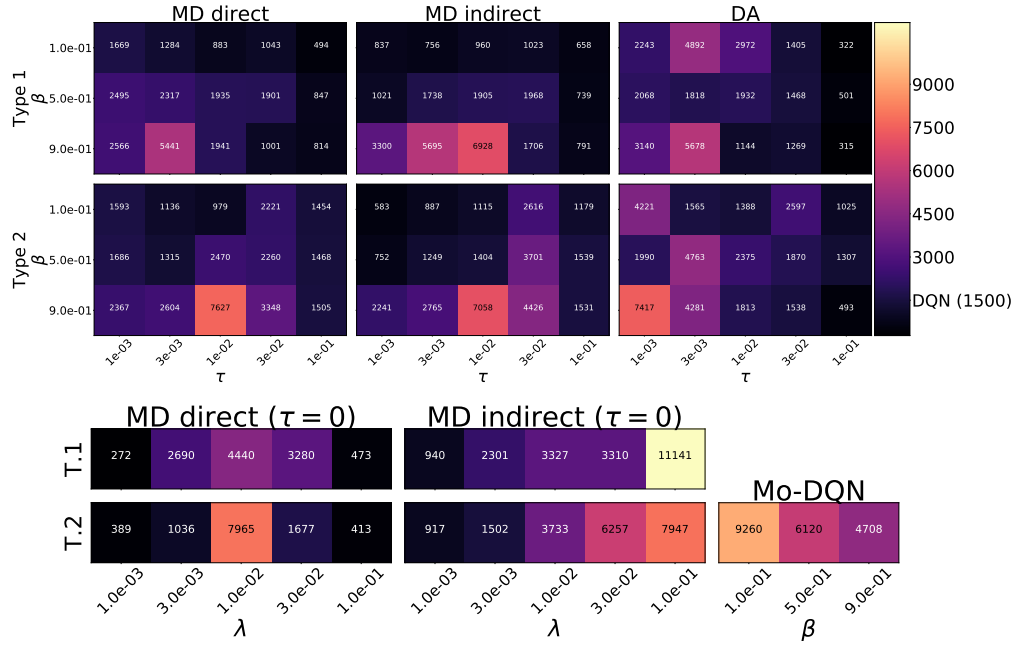 MD direct MD indirect DA
Type 1
β
1.0e-01 1669 1284 883 1043 494 837 756 960 1023 658 2243 4892 2972 1405 322
5.0e-01 2495 2317 1935 1901 847 1021 1738 1905 1968 739 2068 1818 1932 1468 501
9.0e-01 2566 5441 1941 1001 814 3300 5695 6928 1706 791 3140 5678 1144 1269 315
Type 2
β
1.0e-01 1593 1136 979 2221 1454 583 887 1115 2616 1179 4221 1565 1388 2597 1025
5.0e-01 1686 1315 2470 2260 1468 752 1249 1404 3701 1539 1990 4763 2375 1870 1307
9.0e-01 2367 2604 7627 3348 1505 2241 2765 7058 4426 1531 7417 4281 1813 1538 493
1e-03 3e-03 1e-02 3e-02 1e-01 1e-03 3e-03 1e-02 3e-02 1e-01 1e-03 3e-03 1e-02 3e-02 1e-01
τ τ τ
9000
7500
6000
4500
3000
DQN (1500)
MD direct (τ = 0) MD indirect (τ = 0)
T.1 272 2690 4440 3280 473 940 2301 3327 3310 11141
Mo-DQN
T.2 389 1036 7965 1677 413 917 1502 3733 6257 7947 9260 6120 4708
1.0e-03 3.0e-03 1.0e-02 3.0e-02 1.0e-01 1.0e-03 3.0e-03 1.0e-02 3.0e-02 1.0e-01 1.0e-01 5.0e-01 9.0e-01
λ λ β